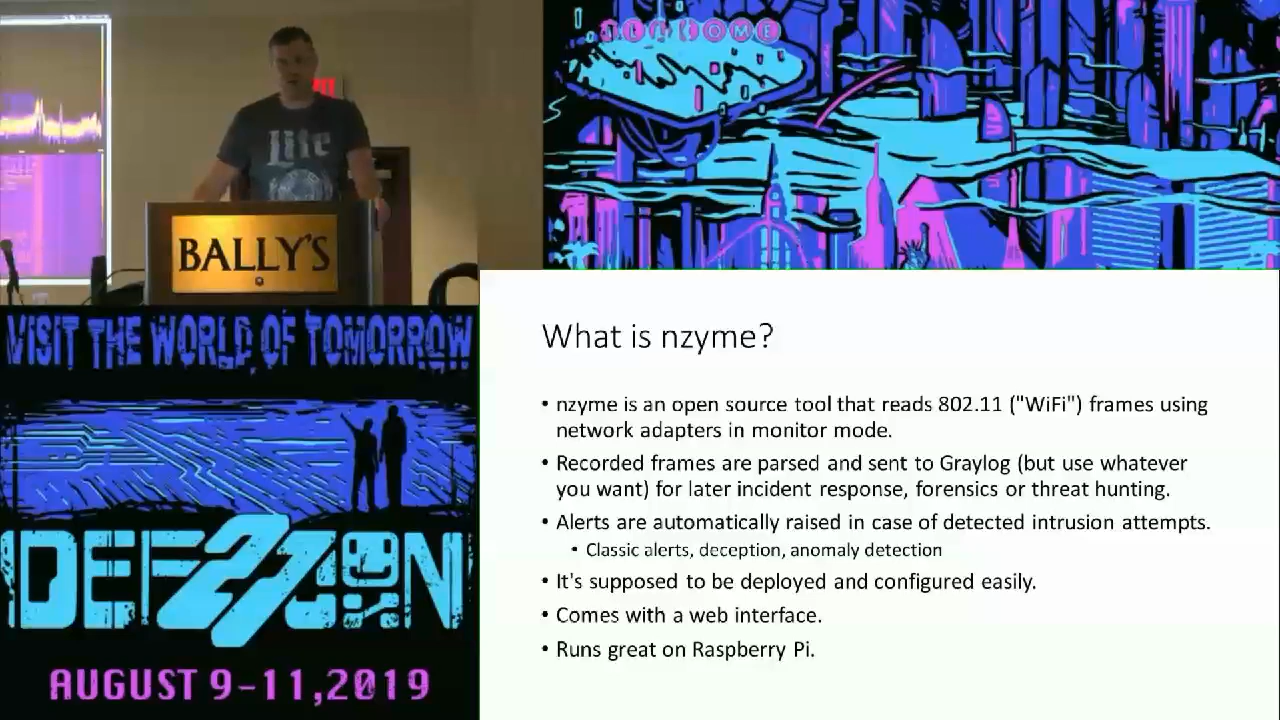 WELCOME
Lite
BALLY'S
VISIT THE WORLD OF TOMORROW
DEF 27 CON
AUGUST 9-11,2019
What is nzyme?
• nzyme is an open source tool that reads 802.11 ("WiFi") frames using
network adapters in monitor mode.
• Recorded frames are parsed and sent to Graylog (but use whatever
you want) for later incident response, forensics or threat hunting.
• Alerts are automatically raised in case of detected intrusion attempts.
• Classic alerts, deception, anomaly detection
• It's supposed to be deployed and configured easily.
• Comes with a web interface.
• Runs great on Raspberry Pi.